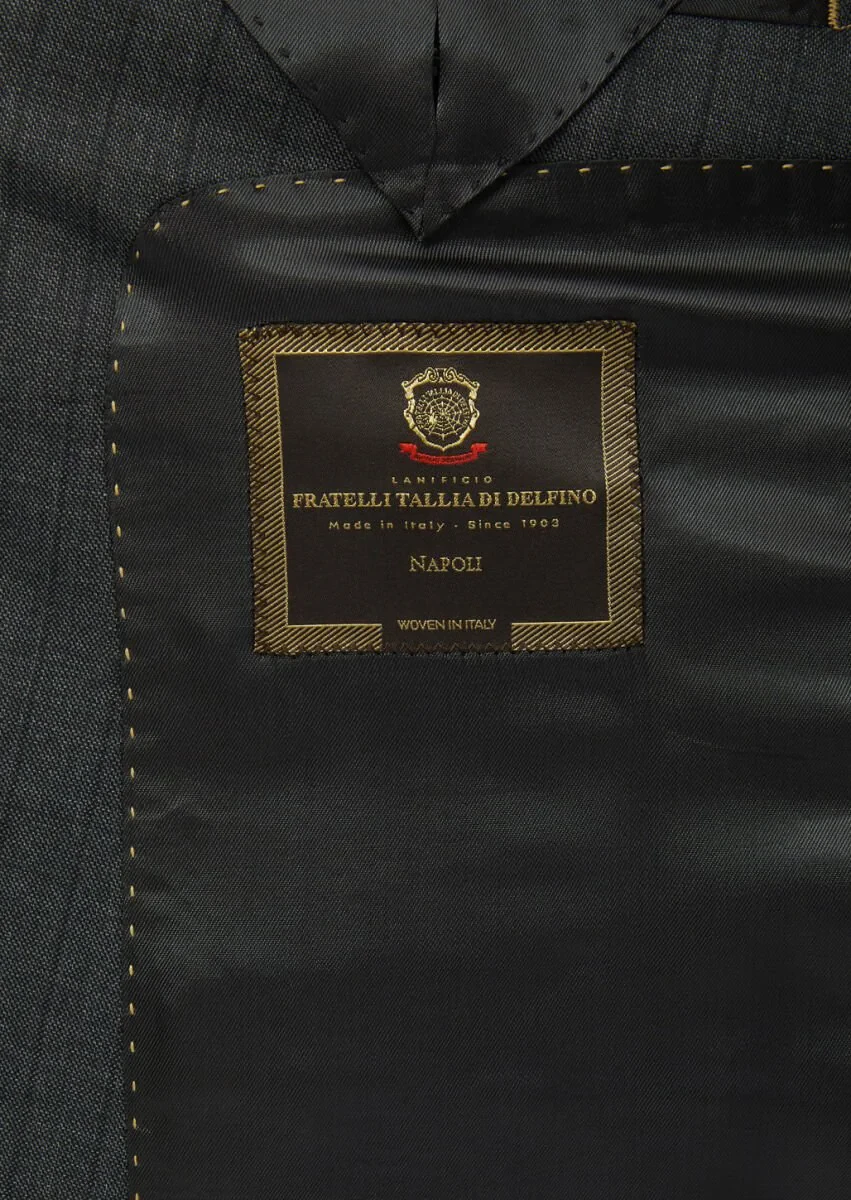 LANIFICIO
FRATELLI TALLIA DI DELFINO
Made in Italy - Since 1903
NAPOLI
WOVEN IN ITALY